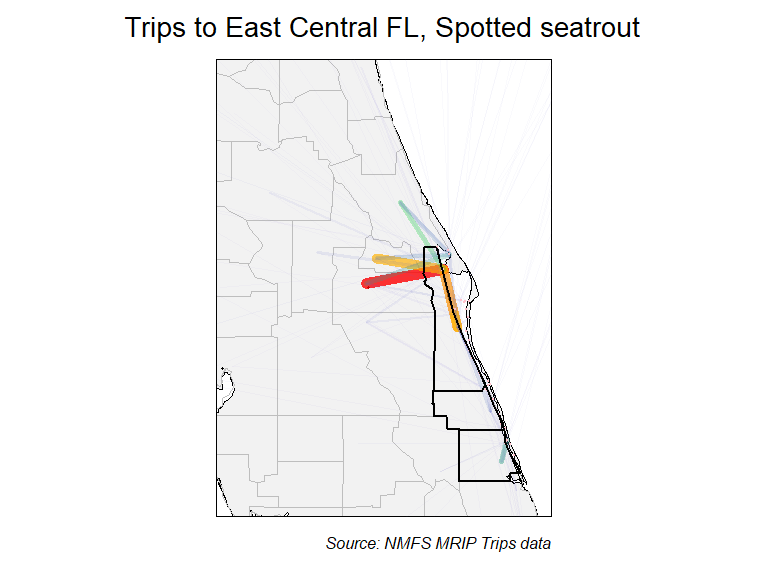 Trips to East Central FL, Spotted seatrout
Source: NMFS MRIP Trips data